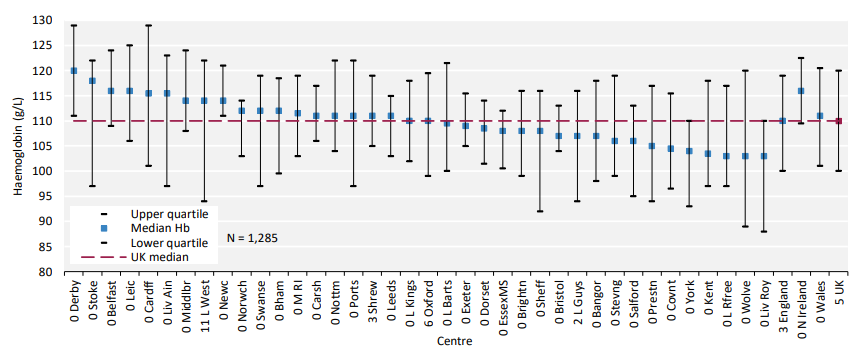 Haemoglobin (g/L)
130
125
120
115
110
105
100
95
90
85
80
Upper quartile
Median Hb
Lower quartile
UK median
N = 1,285
0 Derby
0 Stoke
0 Belfast
0 Leic
0 Cardff
0 Liv Ain
0 Middlbr
11 L West
0 Newc
0 Norwch
0 Swanse
0 Bham
0 M RI
0 Carsh
0 Nottm
0 Ports
3 Shrew
0 Leeds
0 L Kings
6 Oxford
0 L Barts
0 Exeter
0 Dorset
0 EssexMS
0 Brightn
0 Sheff
0 Bristol
2 L Guys
0 Bangor
0 Stevng
0 Salford
0 Prestn
0 Covnt
0 York
0 Kent
0 L Rfree
0 Wolve
0 Liv Roy
3 England
0 N Ireland
0 Wales
5 UK
Centre